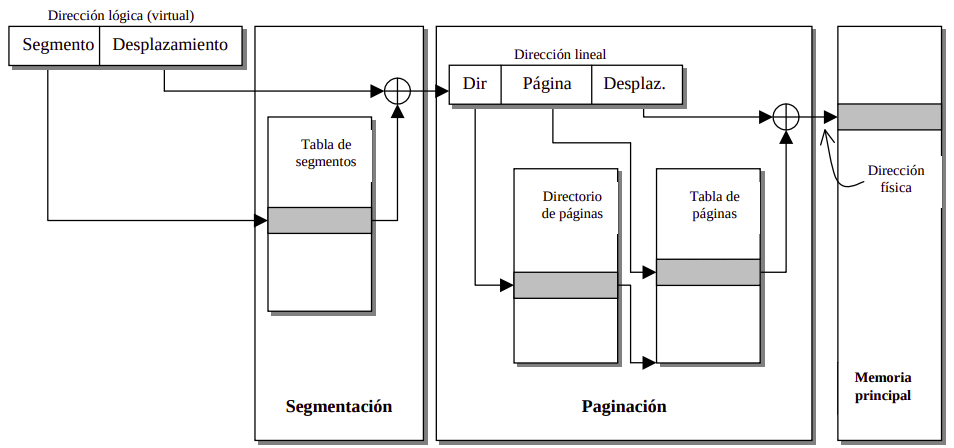 Dirección lógica (virtual)
Segmento
Desplazamiento
Dirección lineal
Dir
Página
Desplaz.
Tabla de
segmentos
Directorio
de páginas
Tabla de
páginas
Dirección
física
Segmentación
Paginación
Memoria
principal